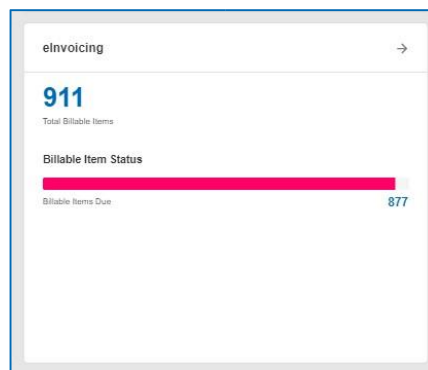 eInvoicing
911
Total Billable Items
Billable Item Status
Billable Items Due 877